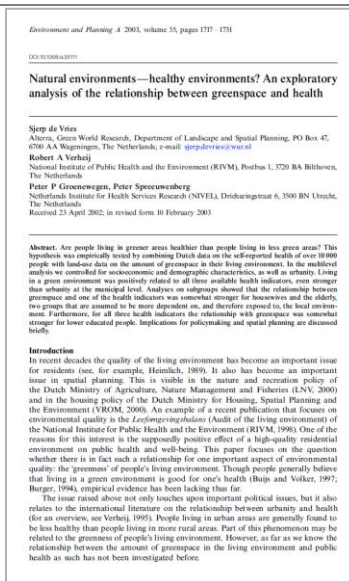 Environment and Planning A 2003, volume 35, pages 1717 – 1731
DOI:10.1068/a35111
Natural environments—healthy environments? An exploratory
analysis of the relationship between greenspace and health
Sjerp de Vries
Alterra, Green World Research, Department of Landscape and Spatial Planning, PO Box 47,
6700 AA Wageningen, The Netherlands; e-mail: sjerp.devries@wur.nl
Robert A Verheij
National Institute of Public Health and the Environment (RIVM), Postbus 1, 3720 BA Bilthoven,
The Netherlands
Peter P Groenewegen, Peter Spreeuwenberg
Netherlands Institute for Health Services Research (NIVEL), Drieharingstraat 6, 3500 BN Utrecht,
The Netherlands
Received 23 April 2002; in revised form 10 February 2003
Abstract. Are people living in greener areas healthier than people living in less green areas? This
hypothesis was empirically tested by combining Dutch data on the self-reported health of over 10 000
people with land-use data on the amount of greenspace in their living environment. In the multilevel
analysis we controlled for socioeconomic and demographic characteristics, as well as urbanity. Living
in a green environment was positively related to all three available health indicators, even stronger
than urbanity at the municipal level. Analyses on subgroups showed that the relationship between
greenspace and one of the health indicators was somewhat stronger for housewives and the elderly,
two groups that are assumed to be more dependent on, and therefore exposed to, the local environ-
ment. Furthermore, for all three health indicators the relationship with greenspace was somewhat
stronger for lower educated people. Implications for policymaking and spatial planning are discussed
briefly.
Introduction
In recent decades the quality of the living environment has become an important issue
for residents (see, for example, Heimlich, 1989). It also has become an important
issue in spatial planning. This is visible in the nature and recreation policy of
the Dutch Ministry of Agriculture, Nature Management and Fisheries (LNV, 2000)
and in the housing policy of the Dutch Ministry for Housing, Spatial Planning and
the Environment (VROM, 2000). An example of a recent publication that focuses on
environmental quality is the Leefomgevingsbalans (Audit of the living environment) of
the National Institute for Public Health and the Environment (RIVM, 1998). One of the
reasons for this interest is the supposedly positive effect of a high-quality residential
environment on public health and well-being. This paper focuses on the question
whether there is in fact such a relationship for one important aspect of environmental
quality: the 'greenness' of people's living environment. Though people generally believe
that living in a green environment is good for one's health (Buijs and Volker, 1997;
Burger, 1994), empirical evidence has been lacking thus far.
The issue raised above not only touches upon important political issues, but it also
relates to the international literature on the relationship between urbanity and health
(for an overview, see Verheij, 1995). People living in urban areas are generally found to
be less healthy than people living in more rural areas. Part of this phenomenon may be
related to the greenness of people's living environment. However, as far as we know the
relationship between the amount of greenspace in the living environment and public
health as such has not been investigated before.